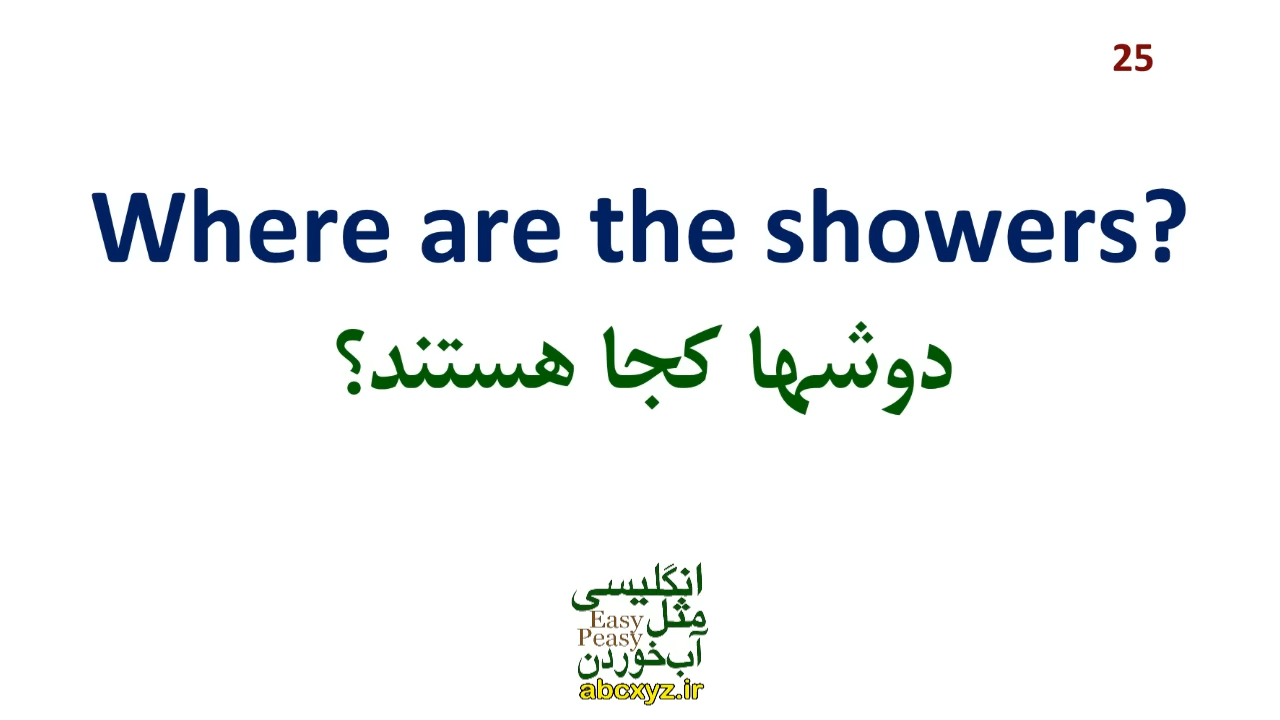 25
Where are the showers?
دوشها کجا هستند؟
انگلیسی
مثل
Easy
Peasy
آب‌خوردن
abcxyz.ir